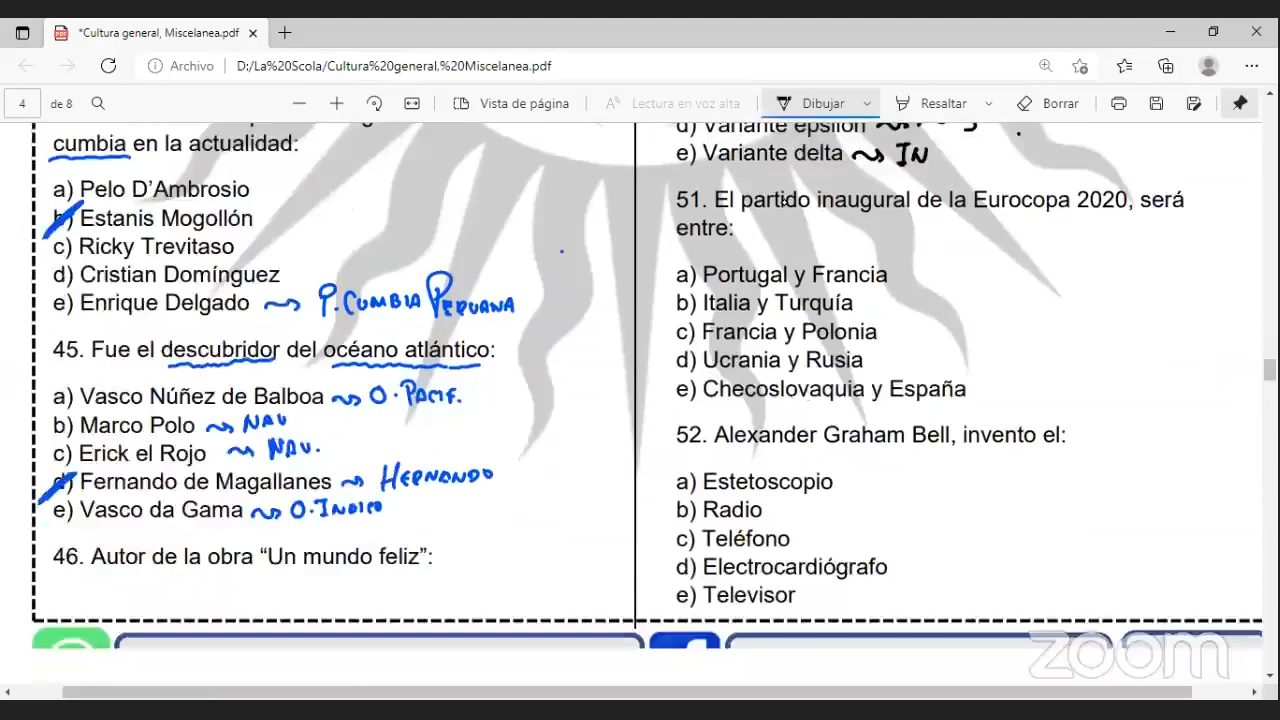 *Cultura general, Miscelanea.pdf
Archivo
D:/La%20Scola/Cultura%20general,%20Miscelanea.pdf
4 de 8
Vista de página
Lectura en voz alta
Dibujar
Resaltar
Borrar
cumbia en la actualidad:
a) Pelo D’Ambrosio
b) Estanis Mogollón
c) Ricky Trevitaso
d) Cristian Domínguez
e) Enrique Delgado P. CUMBIA PERUANA
45. Fue el descubridor del océano atlántico:
a) Vasco Núñez de Balboa O. PACIF.
b) Marco Polo NAV
c) Erick el Rojo NAV.
d) Fernando de Magallanes HERNANDO
e) Vasco da Gama O. INDICO
46. Autor de la obra “Un mundo feliz”:
d) Variante epsilon
e) Variante delta IN
51. El partido inaugural de la Eurocopa 2020, será
entre:
a) Portugal y Francia
b) Italia y Turquía
c) Francia y Polonia
d) Ucrania y Rusia
e) Checoslovaquia y España
52. Alexander Graham Bell, invento el:
a) Estetoscopio
b) Radio
c) Teléfono
d) Electrocardiógrafo
e) Televisor
zoom